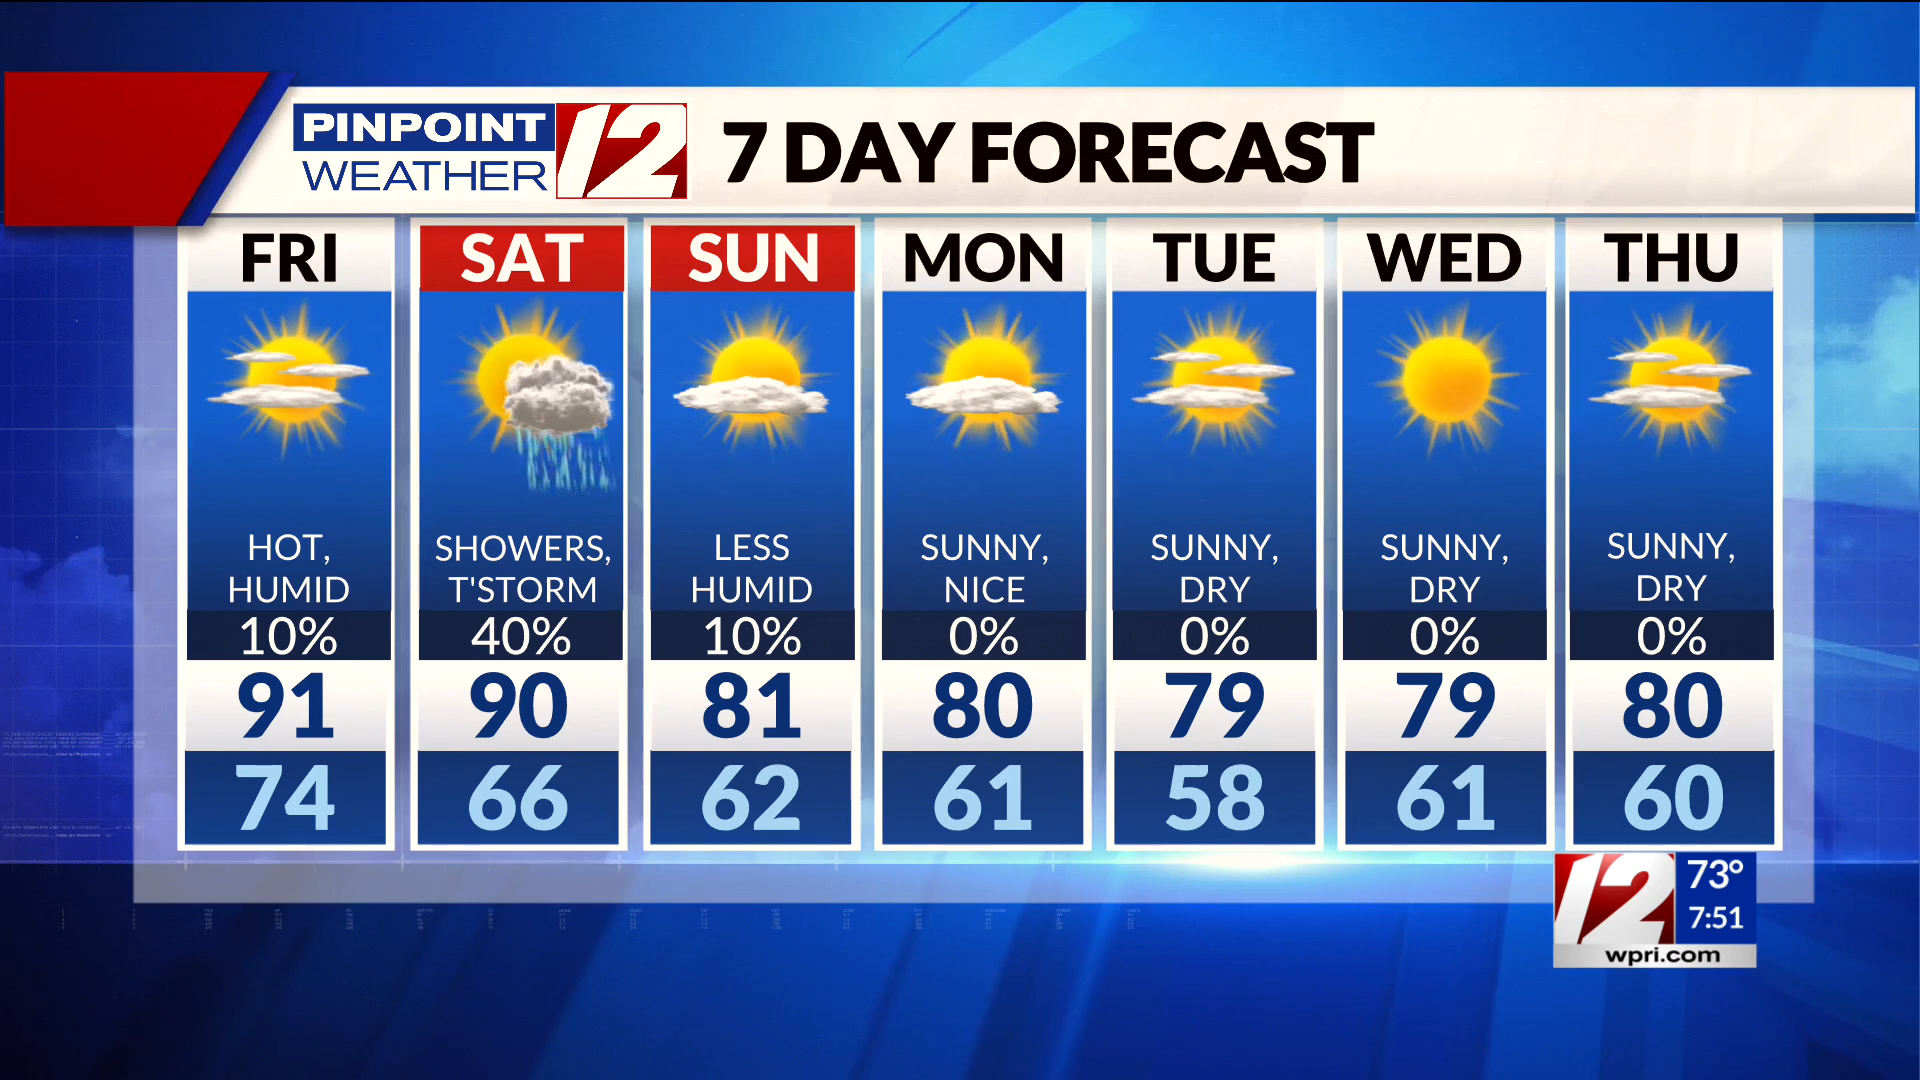 PINPOINT
WEATHER
12
7 DAY FORECAST
FRI
SAT
SUN
MON
TUE
WED
THU
HOT,
HUMID
SHOWERS,
T'STORM
LESS
HUMID
SUNNY,
NICE
SUNNY,
DRY
SUNNY,
DRY
SUNNY,
DRY
10%
40%
10%
0%
0%
0%
0%
91
90
81
80
79
79
80
74
66
62
61
58
61
60
12
73°
7:51
wpri.com